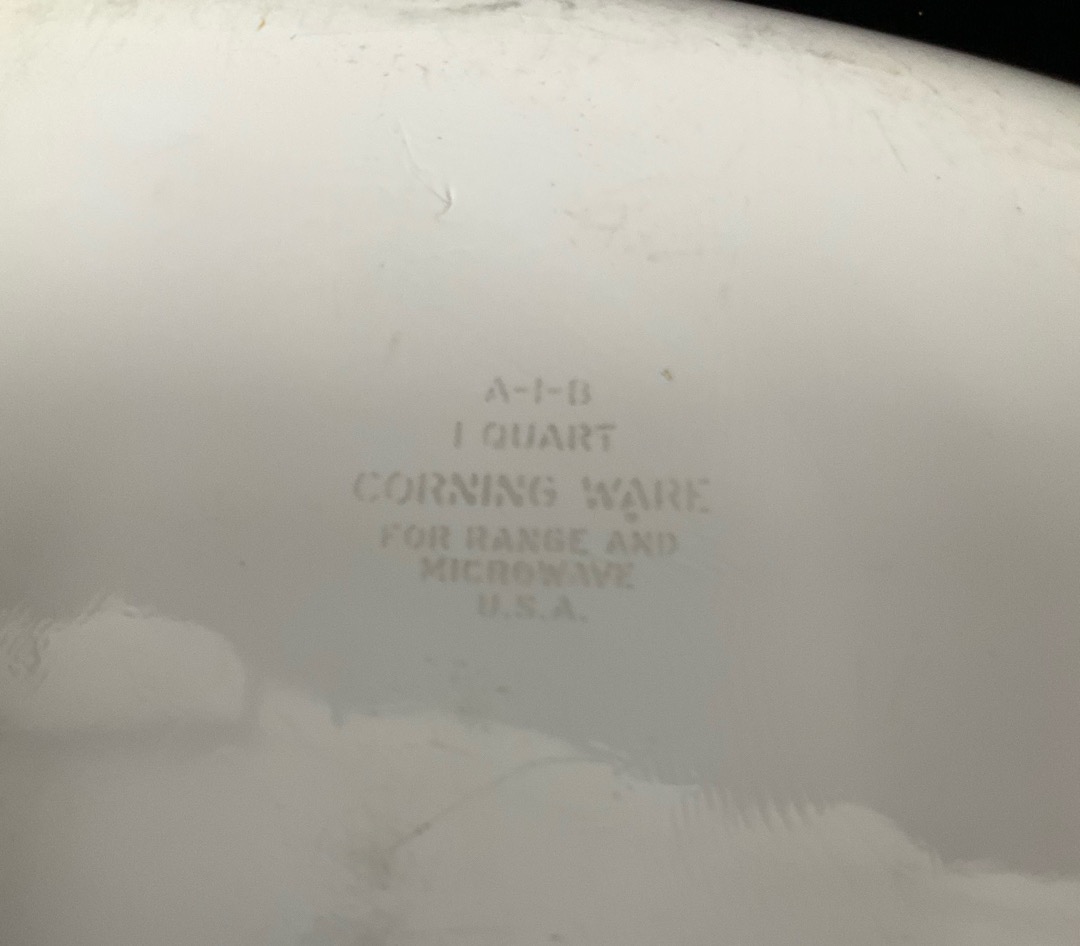 A-1-B
1 QUART
CORNING WARE
FOR RANGE AND
MICROWAVE
U.S.A.